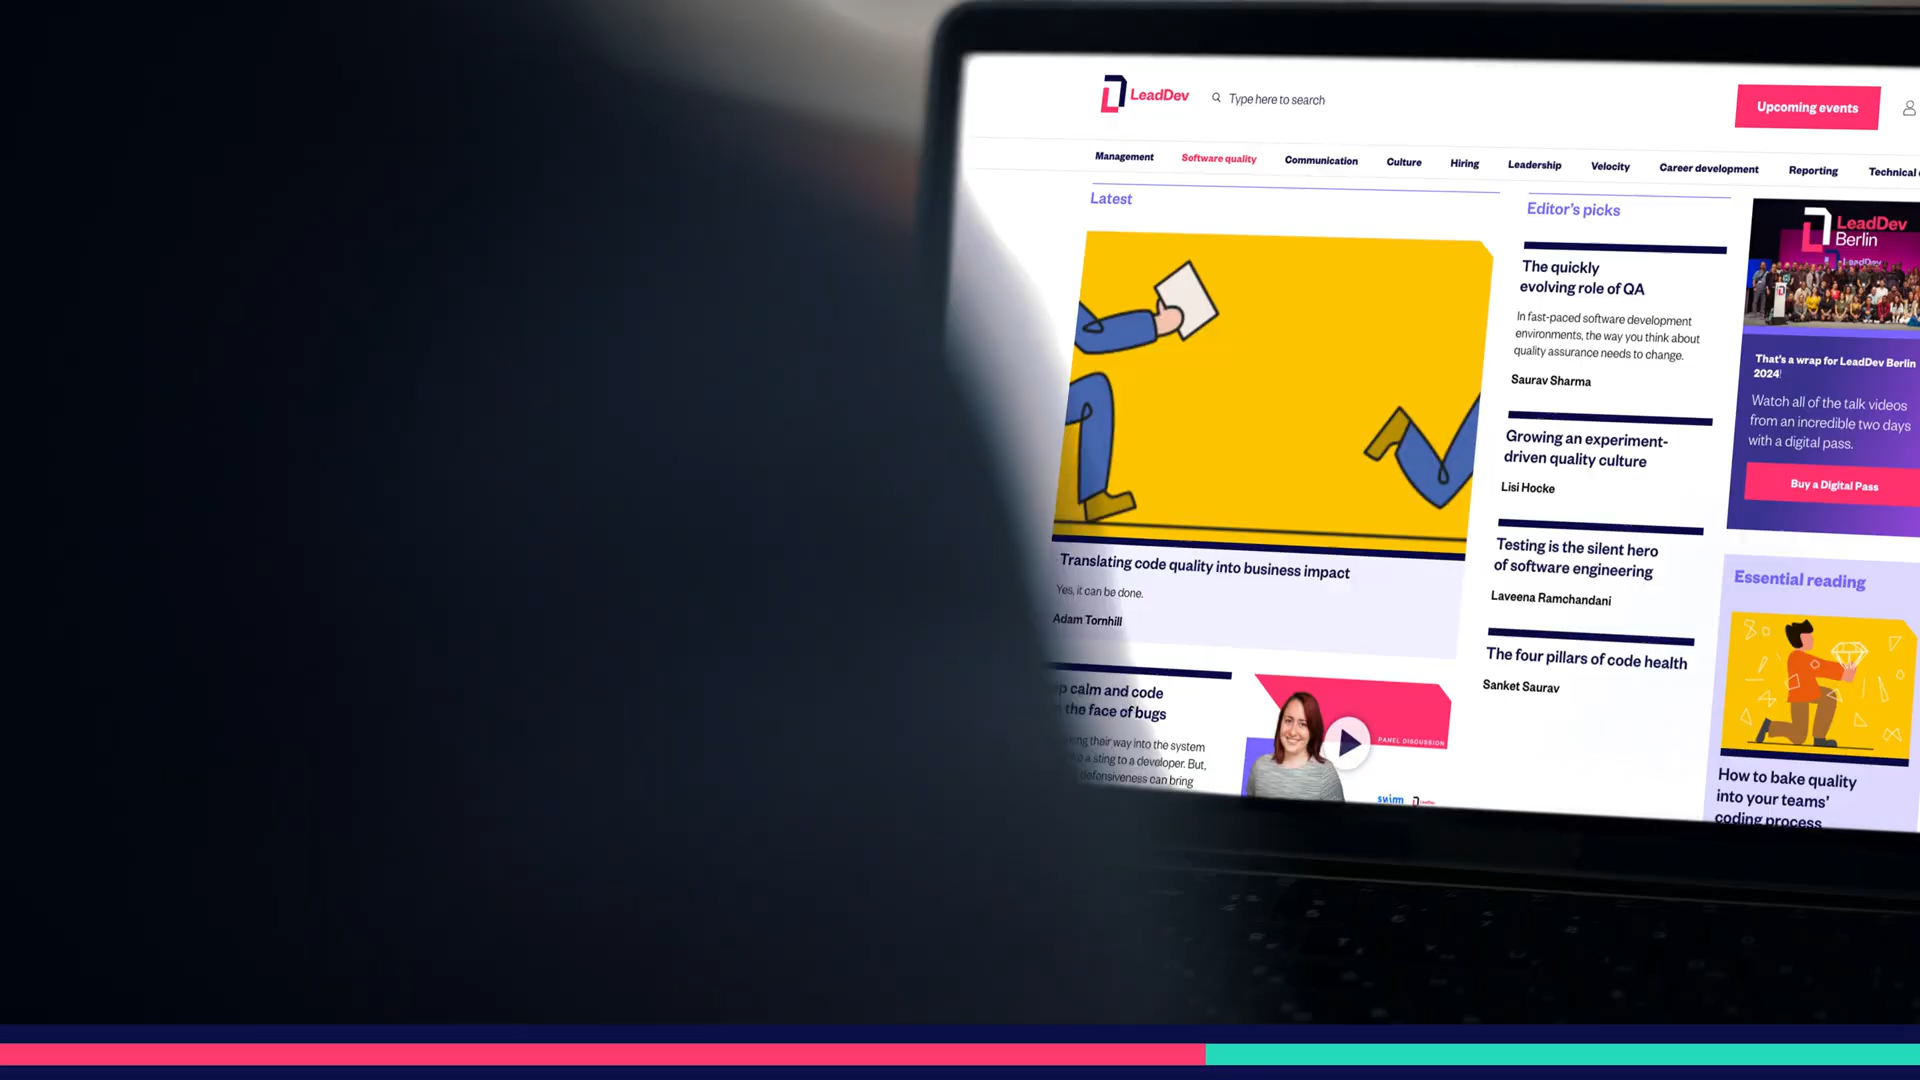 LeadDev
Type here to search
Upcoming events
Management
Software quality
Communication
Culture
Hiring
Leadership
Velocity
Career development
Reporting
Technical
Latest
Translating code quality into business impact
Yes, it can be done.
Adam Tornhill
calm and code
the face of bugs
their way into the system
a sting to a developer. But,
defensiveness can bring
PANEL DISCUSSION
swimm
Editor's picks
The quickly
evolving role of QA
In fast-paced software development
environments, the way you think about
quality assurance needs to change.
Saurav Sharma
Growing an experiment-
driven quality culture
Lisi Hocke
Testing is the silent hero
of software engineering
Laveena Ramchandani
The four pillars of code health
Sanket Saurav
LeadDev
Berlin
LeadDev
That's a wrap for LeadDev Berlin
2024!
Watch all of the talk videos
from an incredible two days
with a digital pass.
Buy a Digital Pass
Essential reading
How to bake quality
into your teams'
coding process